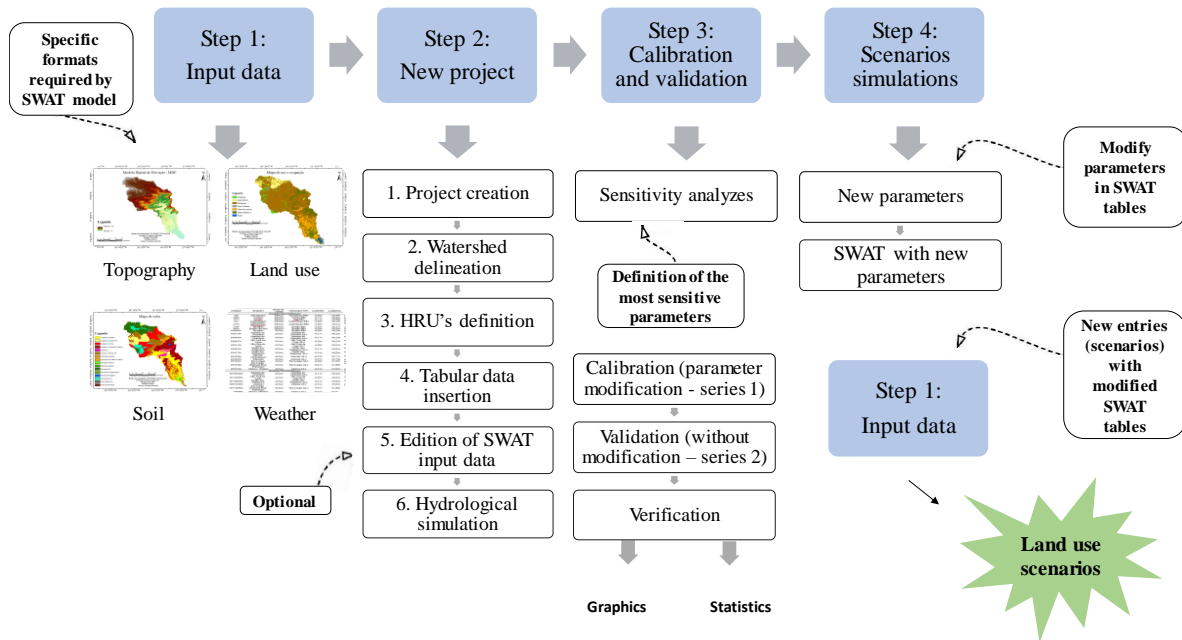 Specific
formats
required by
SWAT model
Step 1:
Input data
Step 2:
New project
Step 3:
Calibration
and validation
Step 4:
Scenarios
simulations
Topography
Land use
Soil
Weather
1. Project creation
2. Watershed
delineation
3. HRU's definition
4. Tabular data
insertion
5. Edition of SWAT
input data
6. Hydrological
simulation
Optional
Sensitivity analyzes
Definition of the
most sensitive
parameters
Calibration (parameter
modification - series 1)
Validation (without
modification – series 2)
Verification
Graphics
Statistics
New parameters
SWAT with new
parameters
Modify
parameters
in SWAT
tables
Step 1:
Input data
New entries
(scenarios)
with
modified
SWAT
tables
Land use
scenarios